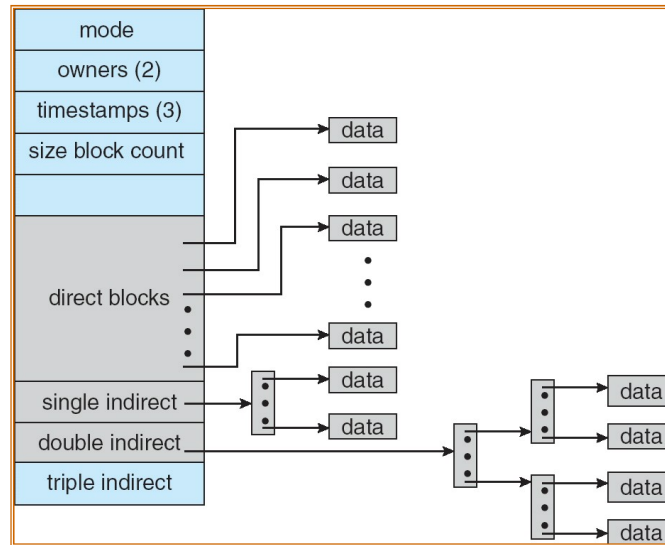 mode
owners (2)
timestamps (3)
size block count
data
data
data
direct blocks
data
single indirect
data
data
double indirect
triple indirect
data
data
data
data